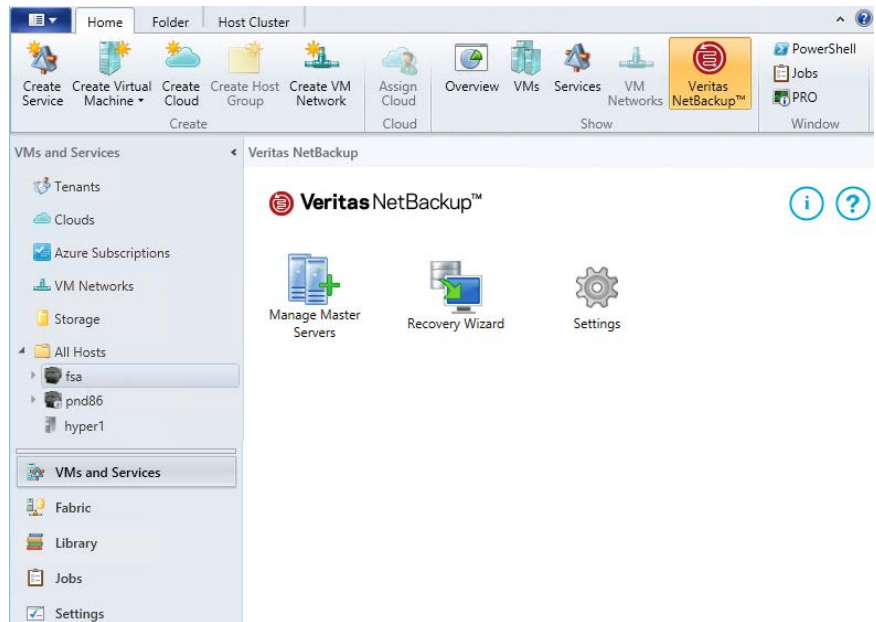 Home Folder Host Cluster
Create Service
Create Virtual Machine
Create Cloud
Create Host Group
Create VM Network
Assign Cloud
Overview
VMs
Services
VM Networks
Veritas NetBackup™
PowerShell
Jobs
PRO
Create
Cloud
Show
Window
VMs and Services
Veritas NetBackup
Tenants
Clouds
Azure Subscriptions
VM Networks
Storage
All Hosts
fsa
pnd86
hyper1
VMs and Services
Fabric
Library
Jobs
Settings
Veritas NetBackup™
i ?
Manage Master
Servers
Recovery Wizard
Settings